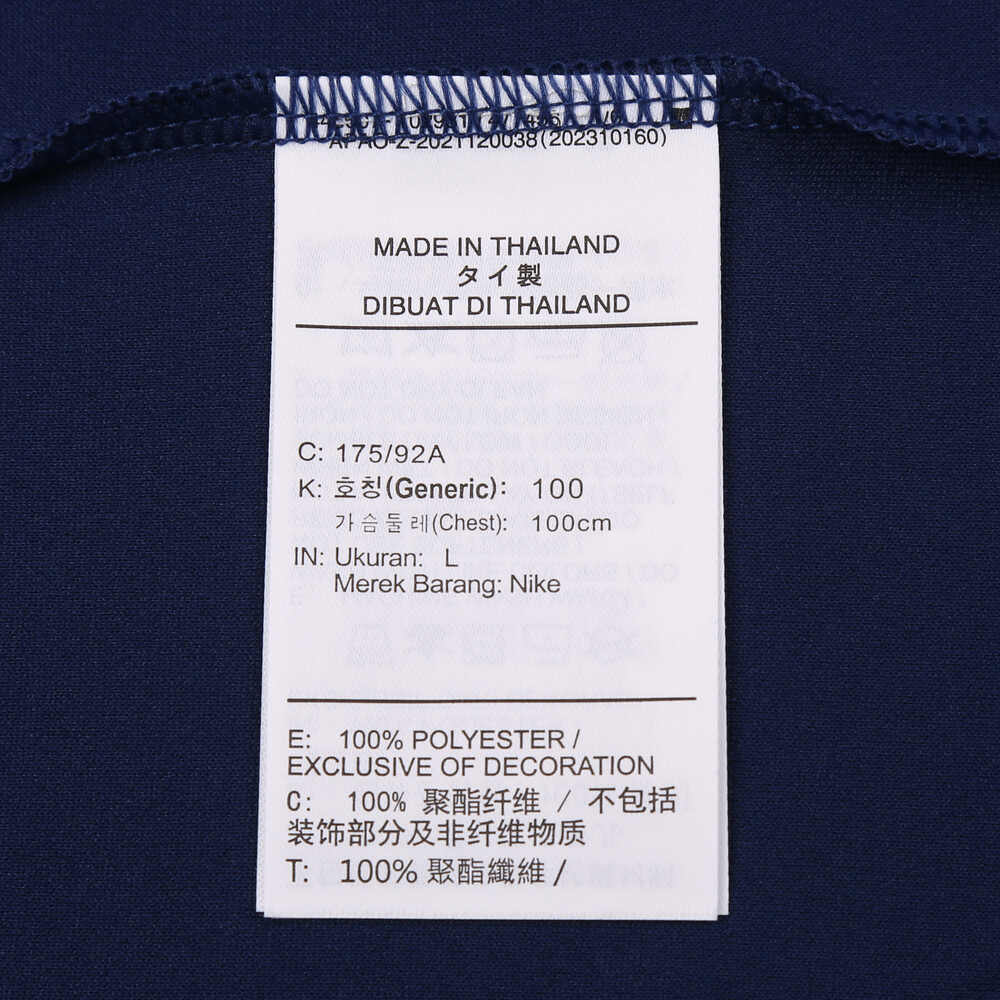 APAO-Z-2021120038(202310160)
MADE IN THAILAND
タイ製
DIBUAT DI THAILAND
C: 175/92A
K: 호칭(Generic): 100
가슴둘레(Chest): 100cm
IN: Ukuran: L
Merek Barang: Nike
E: 100% POLYESTER /
EXCLUSIVE OF DECORATION
C: 100% 聚酯纤维 / 不包括
装饰部分及非纤维物质
T: 100% 聚酯纖維 /